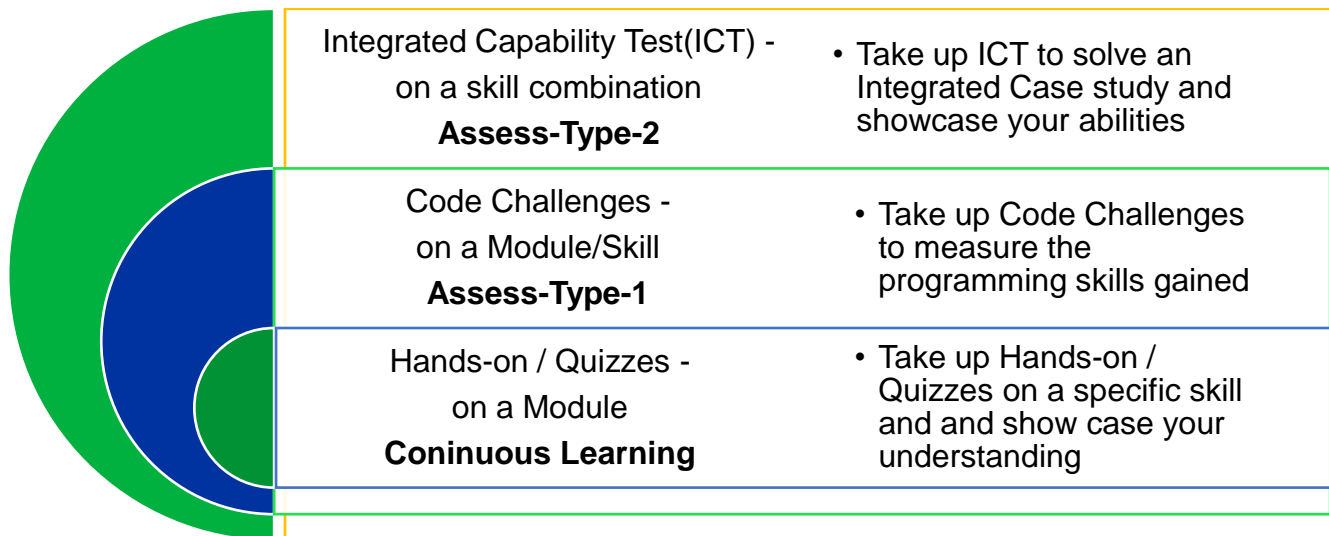 Integrated Capability Test(ICT) -
on a skill combination
Assess-Type-2
• Take up ICT to solve an
Integrated Case study and
showcase your abilities
Code Challenges -
on a Module/Skill
Assess-Type-1
• Take up Code Challenges
to measure the
programming skills gained
Hands-on / Quizzes -
on a Module
Coninuous Learning
• Take up Hands-on /
Quizzes on a specific skill
and and show case your
understanding